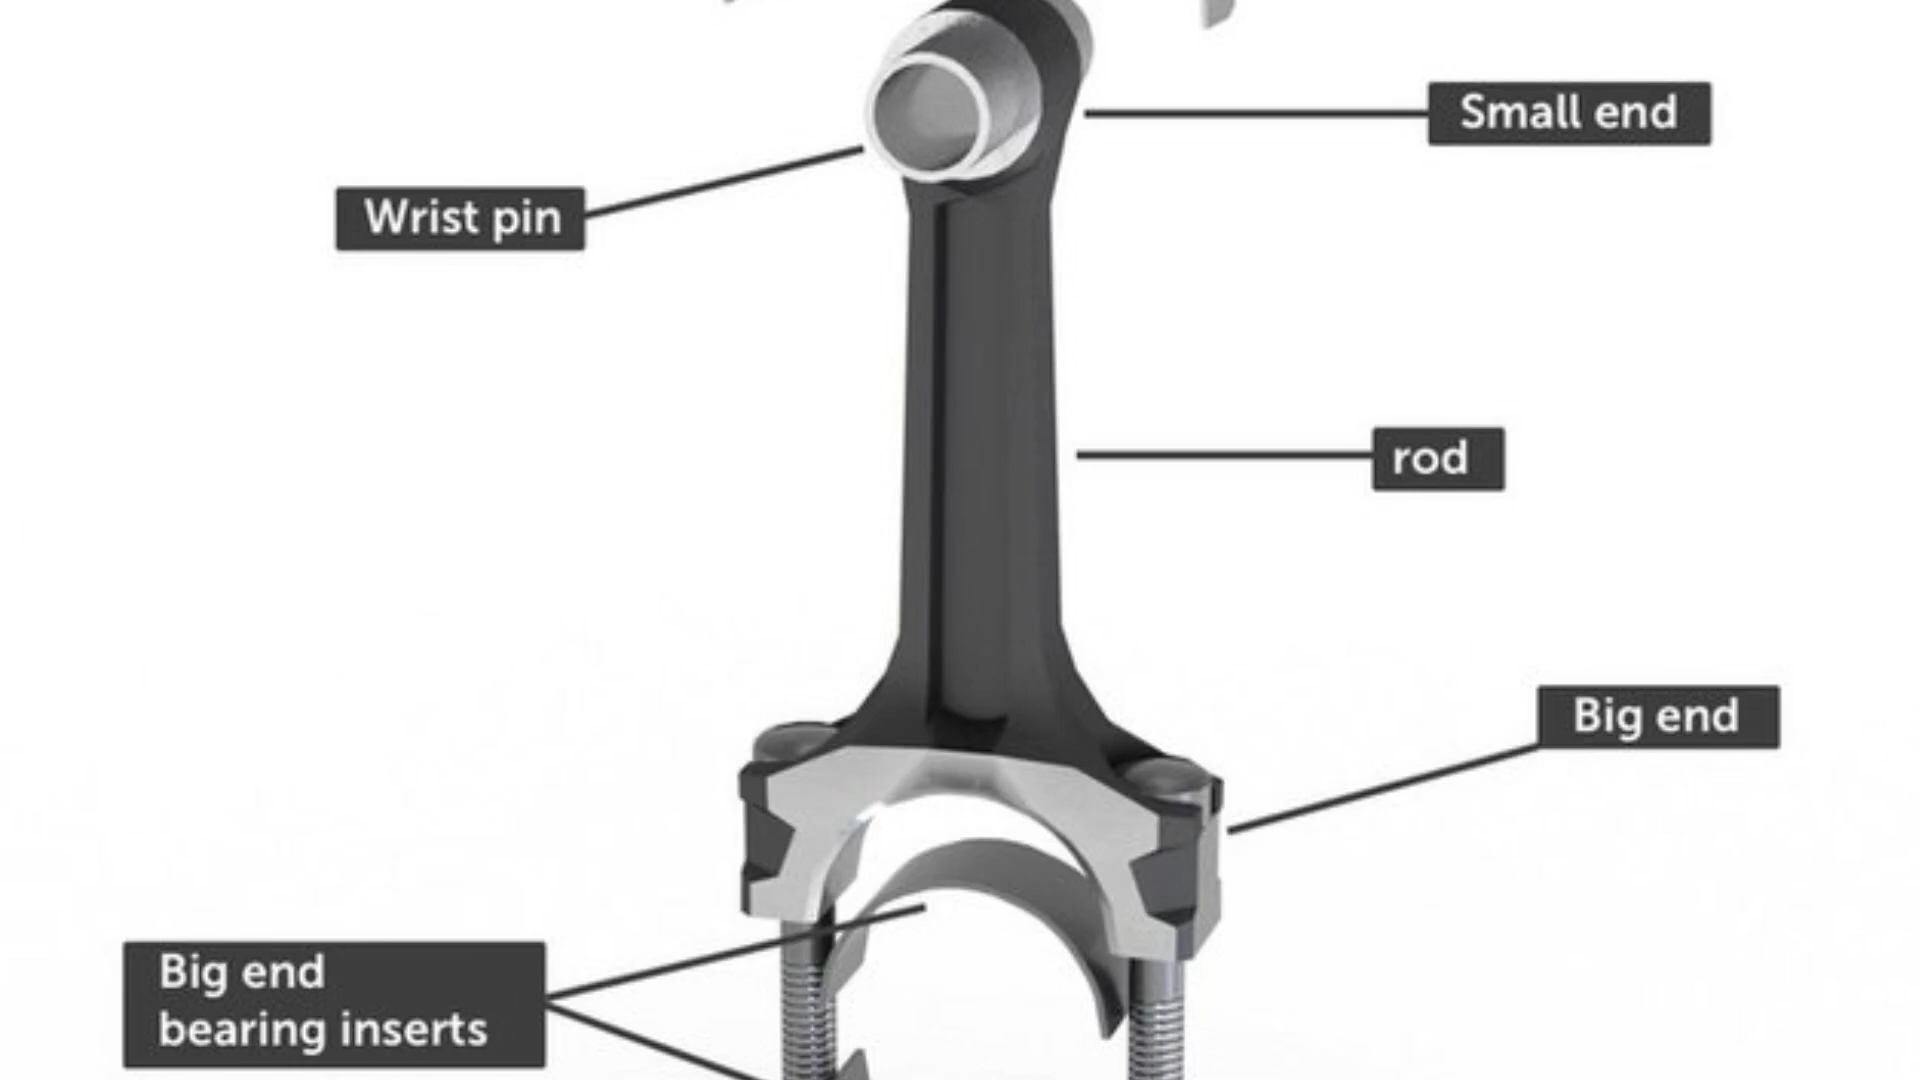 Small end
Wrist pin
rod
Big end
Big end
bearing inserts